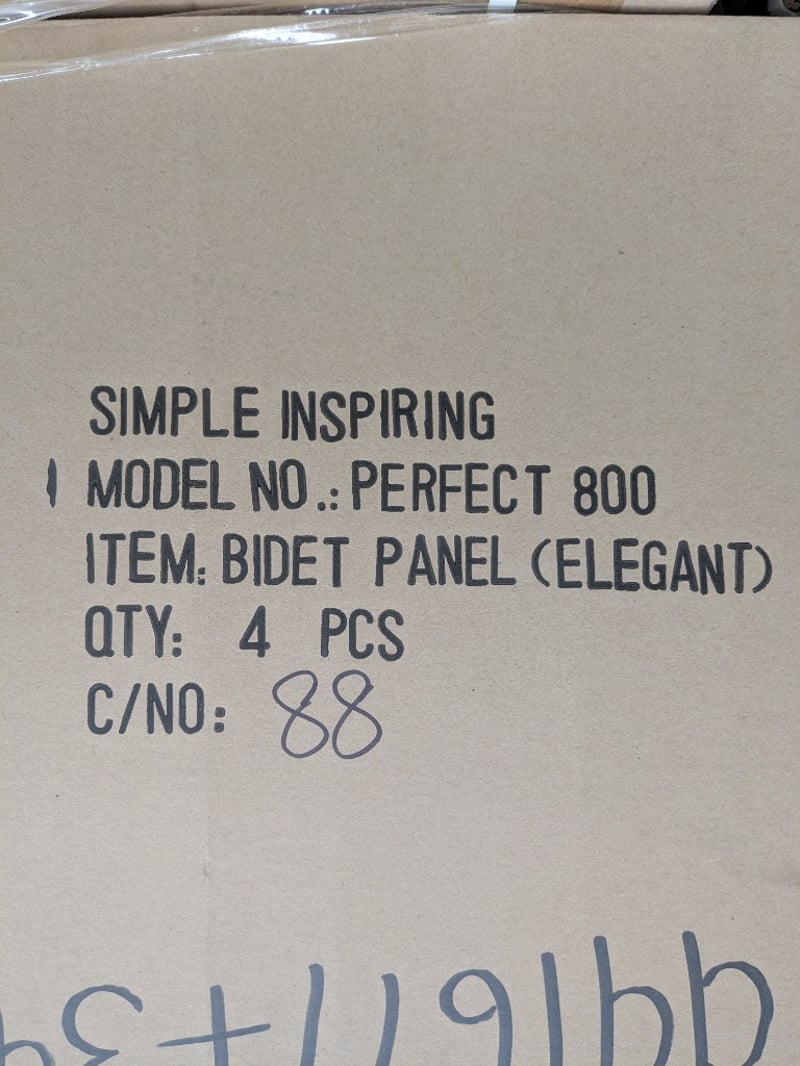 SIMPLE INSPIRING
MODEL NO.: PERFECT 800
ITEM: BIDET PANEL (ELEGANT)
QTY: 4 PCS
C/NO: 88